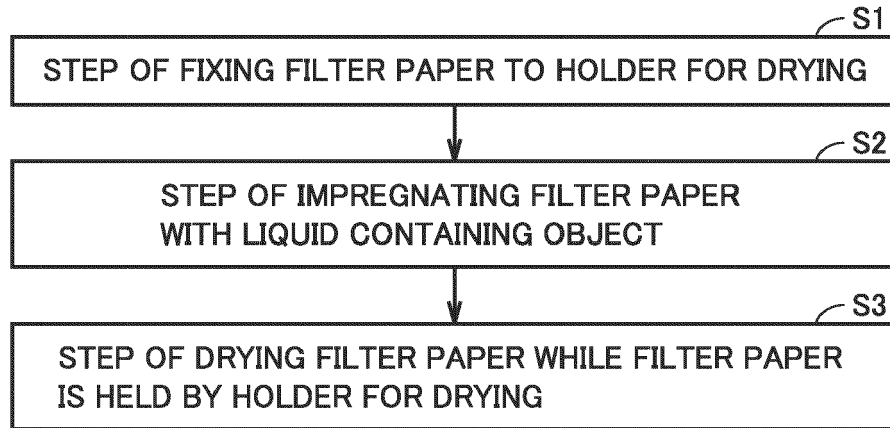 S1
STEP OF FIXING FILTER PAPER TO HOLDER FOR DRYING
S2
STEP OF IMPREGNATING FILTER PAPER
WITH LIQUID CONTAINING OBJECT
S3
STEP OF DRYING FILTER PAPER WHILE FILTER PAPER
IS HELD BY HOLDER FOR DRYING